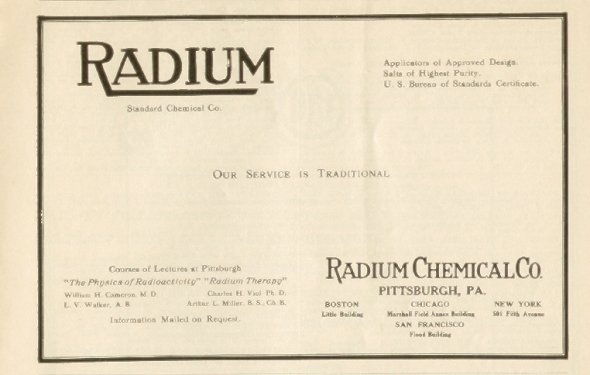 RADIUM
Standard Chemical Co.
Applicators of Approved Design.
Salts of Highest Purity.
U. S. Bureau of Standards Certificate.
OUR SERVICE IS TRADITIONAL
Courses of Lectures at Pittsburgh
"The Physics of Radioactivity" "Radium Therapy"
William H. Cameron, M. D. Charles H. Viol Ph. D.
L. V. Walker, A. B. Arthur L. Miller, B. S., Ch. B.
Information Mailed on Request.
RADIUM CHEMICAL CO.
PITTSBURGH, PA.
BOSTON CHICAGO NEW YORK
Little Building Marshall Field Annex Building 501 Fifth Avenue
SAN FRANCISCO
Flood Building